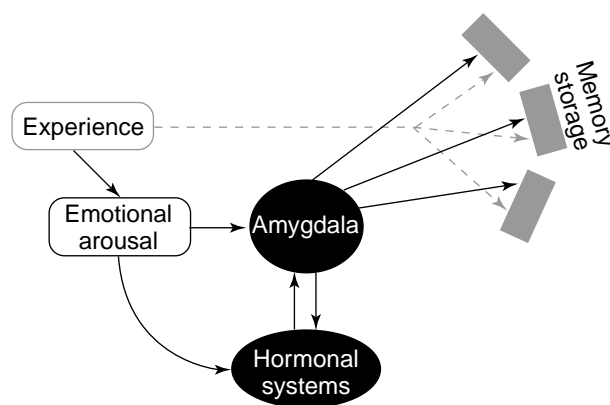 Memory
storage
Experience
Emotional
arousal
Amygdala
Hormonal
systems